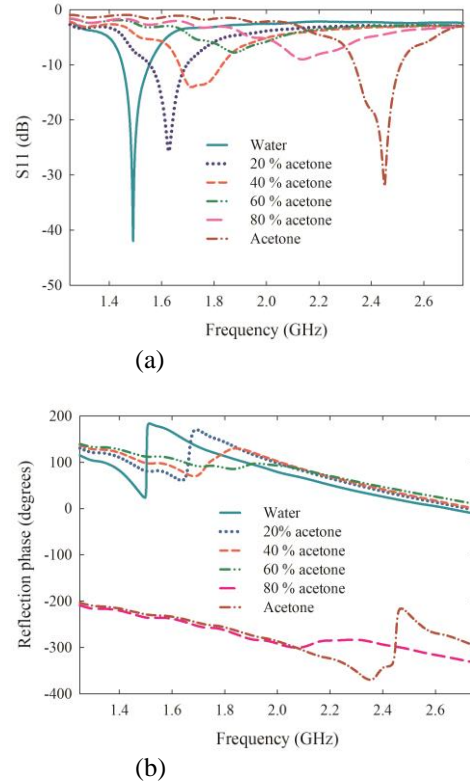 0
-10
-20
-30
-40
-50
S11 (dB)
Water
20 % acetone
40 % acetone
60 % acetone
80 % acetone
Acetone
1.4 1.6 1.8 2.0 2.2 2.4 2.6
Frequency (GHz)
(a)
200
100
0
-100
-200
-300
-400
Reflection phase (degrees)
Water
20% acetone
40 % acetone
60 % acetone
80 % acetone
Acetone
1.4 1.6 1.8 2.0 2.2 2.4 2.6
Frequency (GHz)
(b)